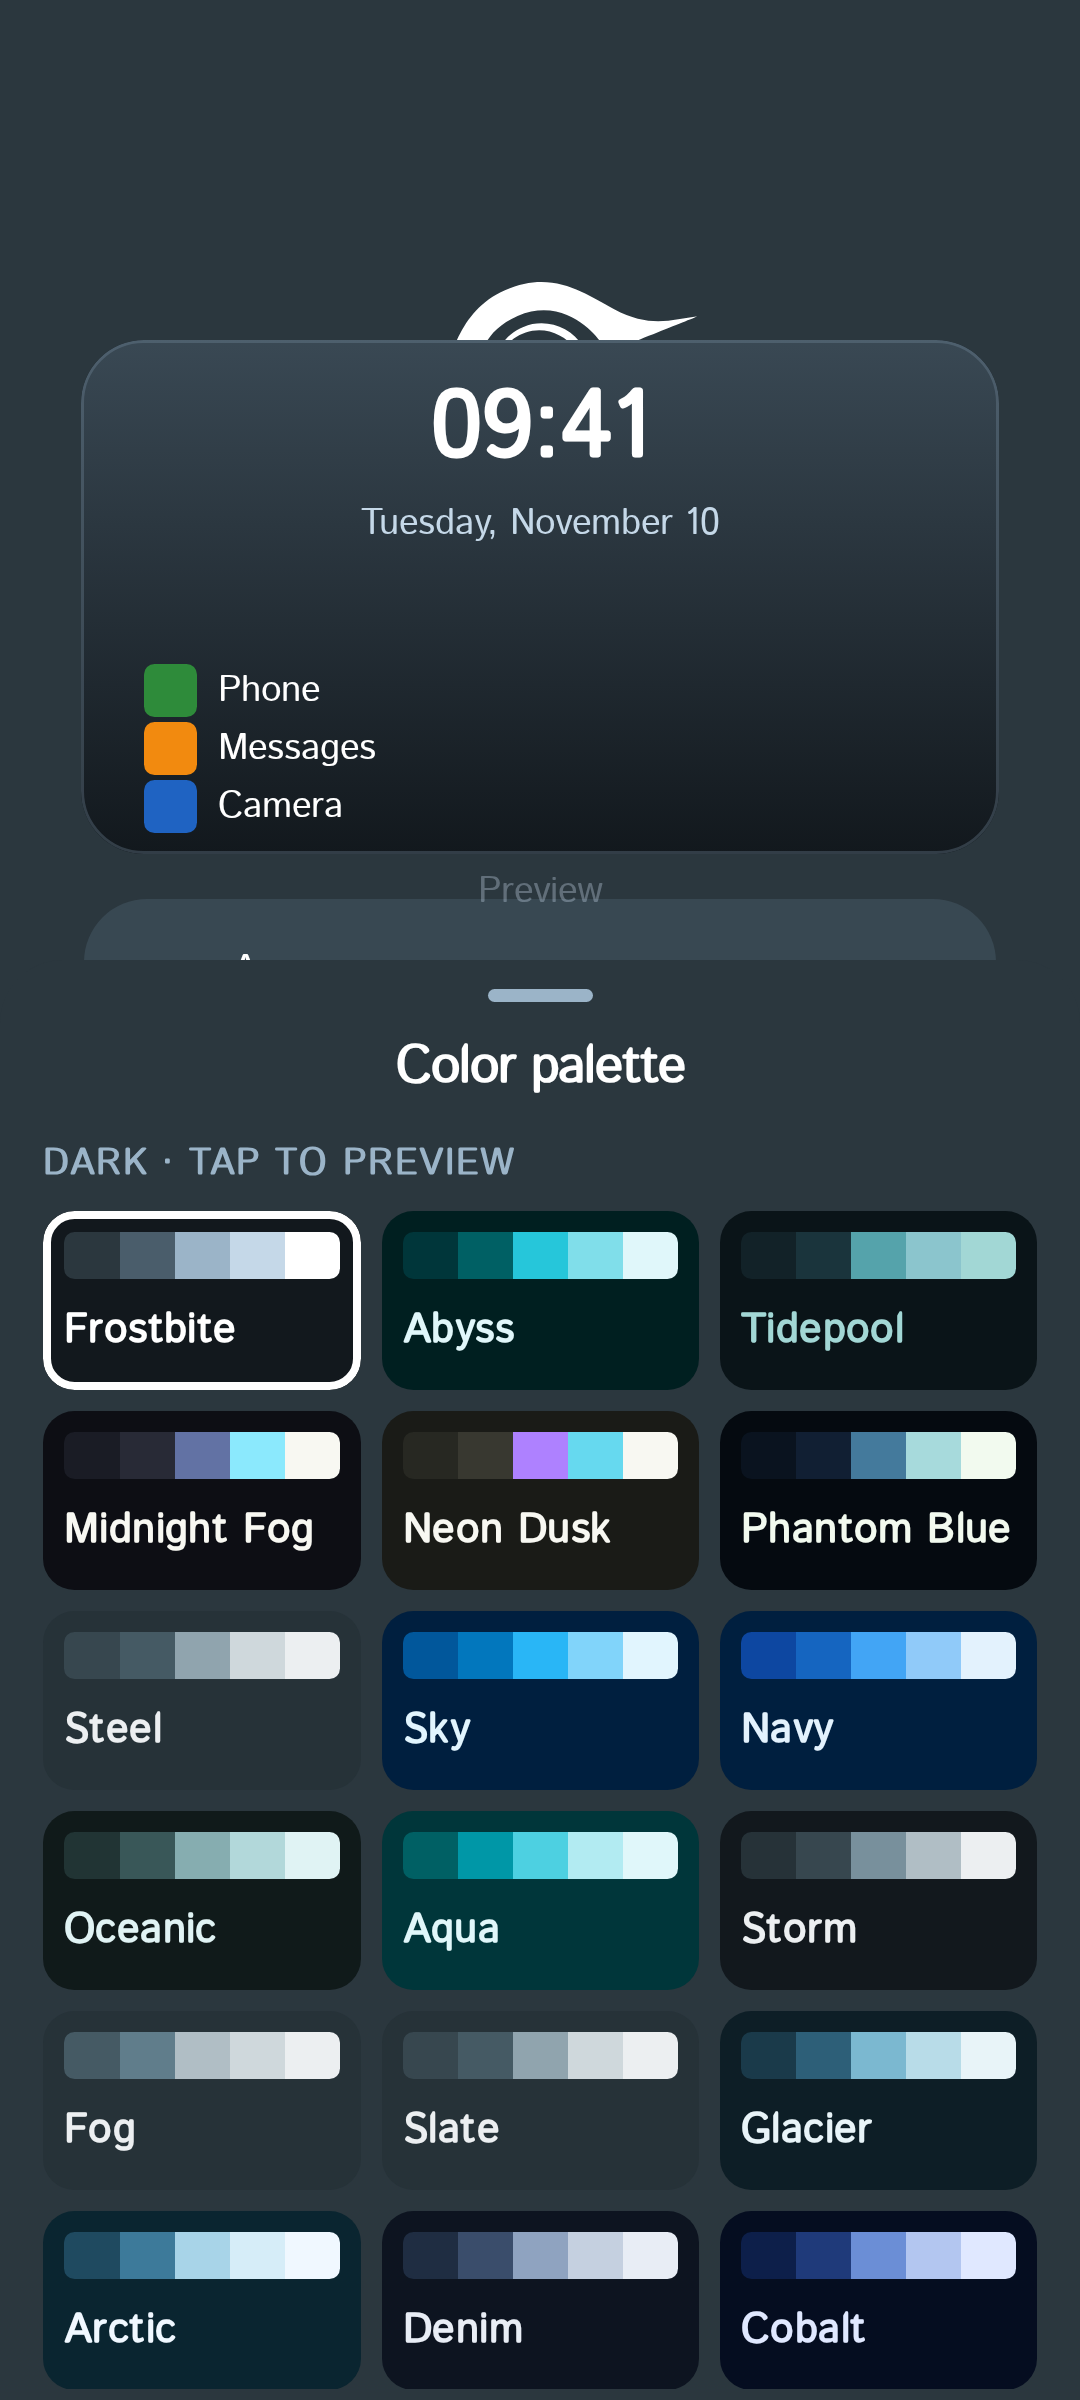 09:41
Tuesday, November 10
Phone
Messages
Camera
Preview
Color palette
DARK · TAP TO PREVIEW
Frostbite
Abyss
Tidepool
Midnight Fog
Neon Dusk
Phantom Blue
Steel
Sky
Navy
Oceanic
Aqua
Storm
Fog
Slate
Glacier
Arctic
Denim
Cobalt